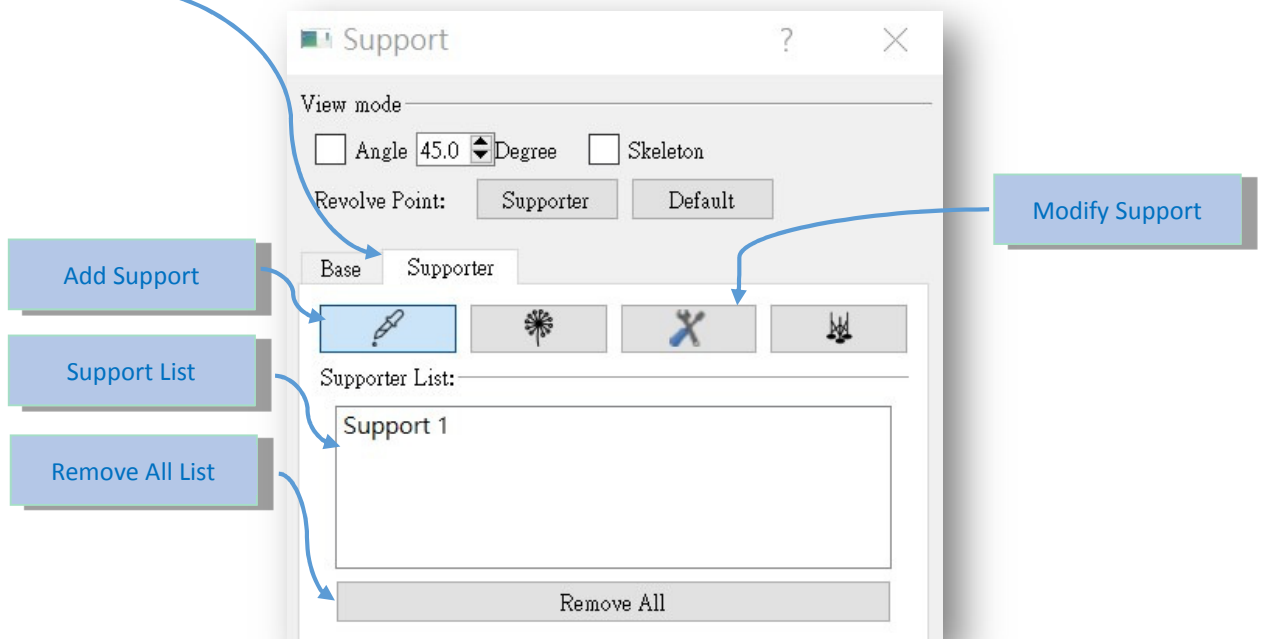 Support ?
View mode
Angle 45.0 Degree Skeleton
Revolve Point: Supporter Default
Modify Support
Base Supporter
Add Support
Support List
Supporter List:
Support 1
Remove All List
Remove All